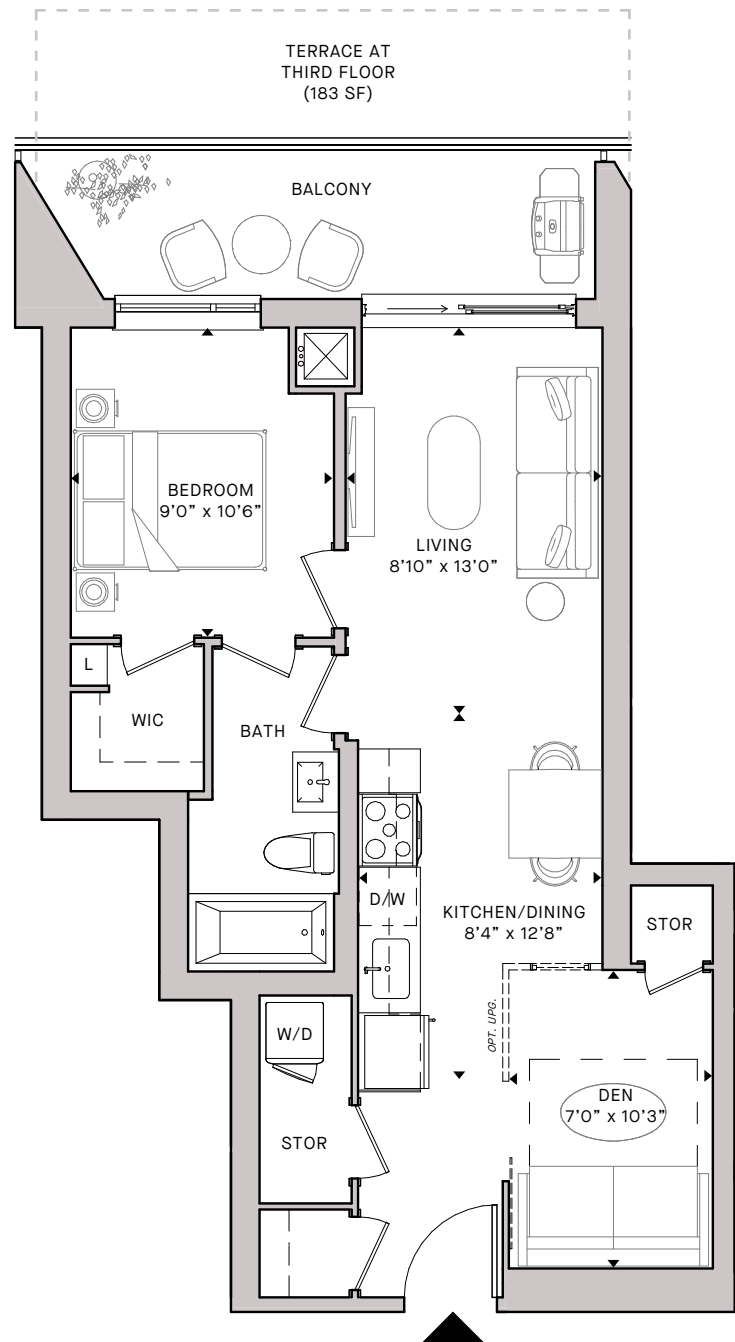 TERRACE AT
THIRD FLOOR
(183 SF)
BALCONY
BEDROOM
9’0” x 10’6”
LIVING
8’10” x 13’0”
L
WIC
BATH
D/W
KITCHEN/DINING
8’4” x 12’8”
STOR
OPT. UPG.
W/D
DEN
7’0” x 10’3”
STOR